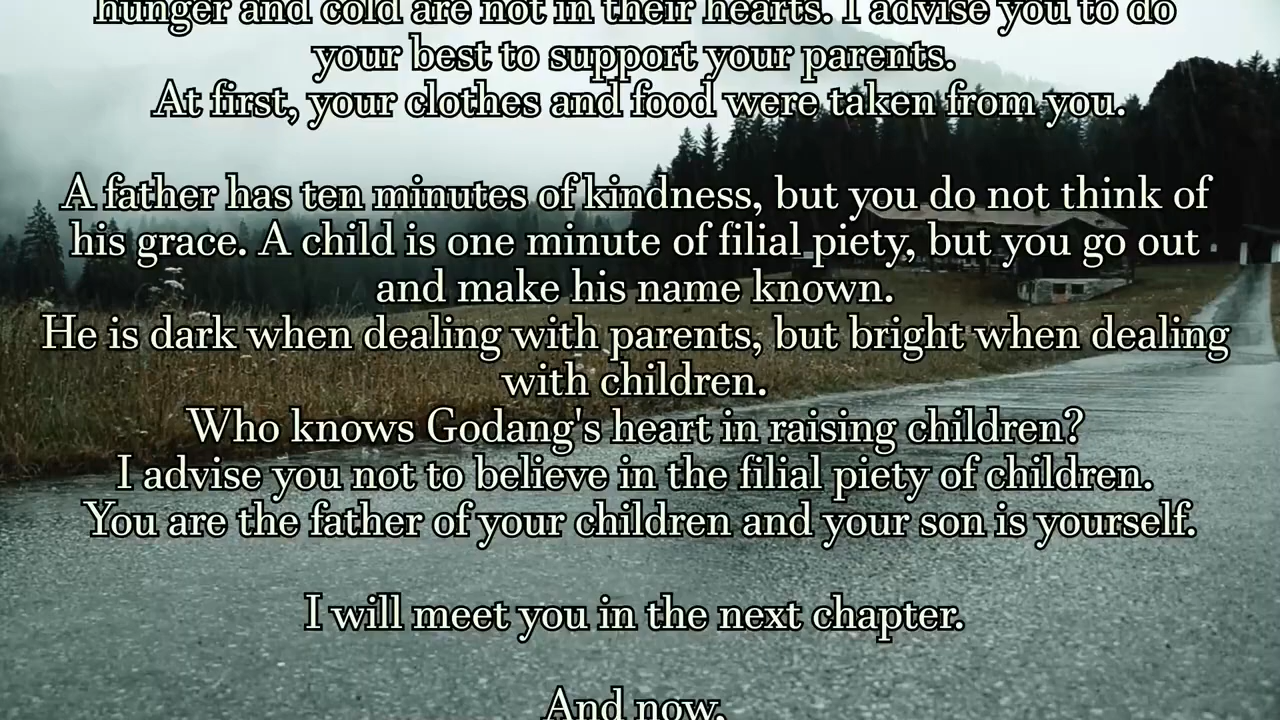 hunger and cold are not in their hearts. I advise you to do
your best to support your parents.
At first, your clothes and food were taken from you.
A father has ten minutes of kindness, but you do not think of
his grace. A child is one minute of filial piety, but you go out
and make his name known.
He is dark when dealing with parents, but bright when dealing
with children.
Who knows Godang's heart in raising children?
I advise you not to believe in the filial piety of children.
You are the father of your children and your son is yourself.
I will meet you in the next chapter.
And now,